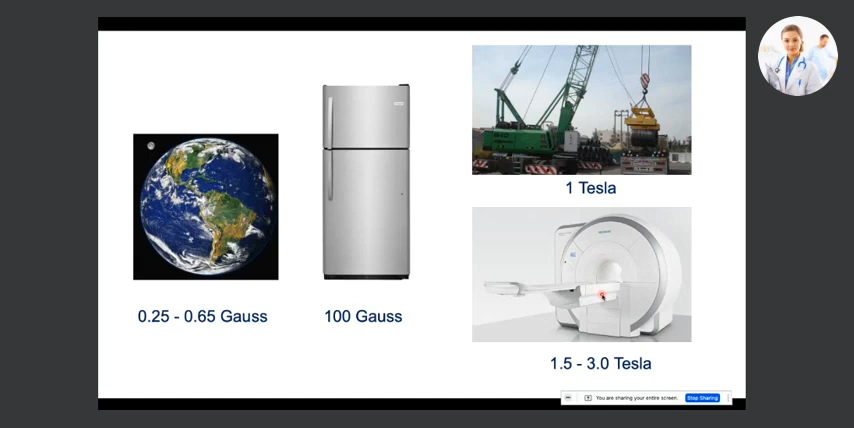 1 Tesla
0.25 - 0.65 Gauss
100 Gauss
1.5 - 3.0 Tesla
You are sharing your entire screen. Stop Sharing